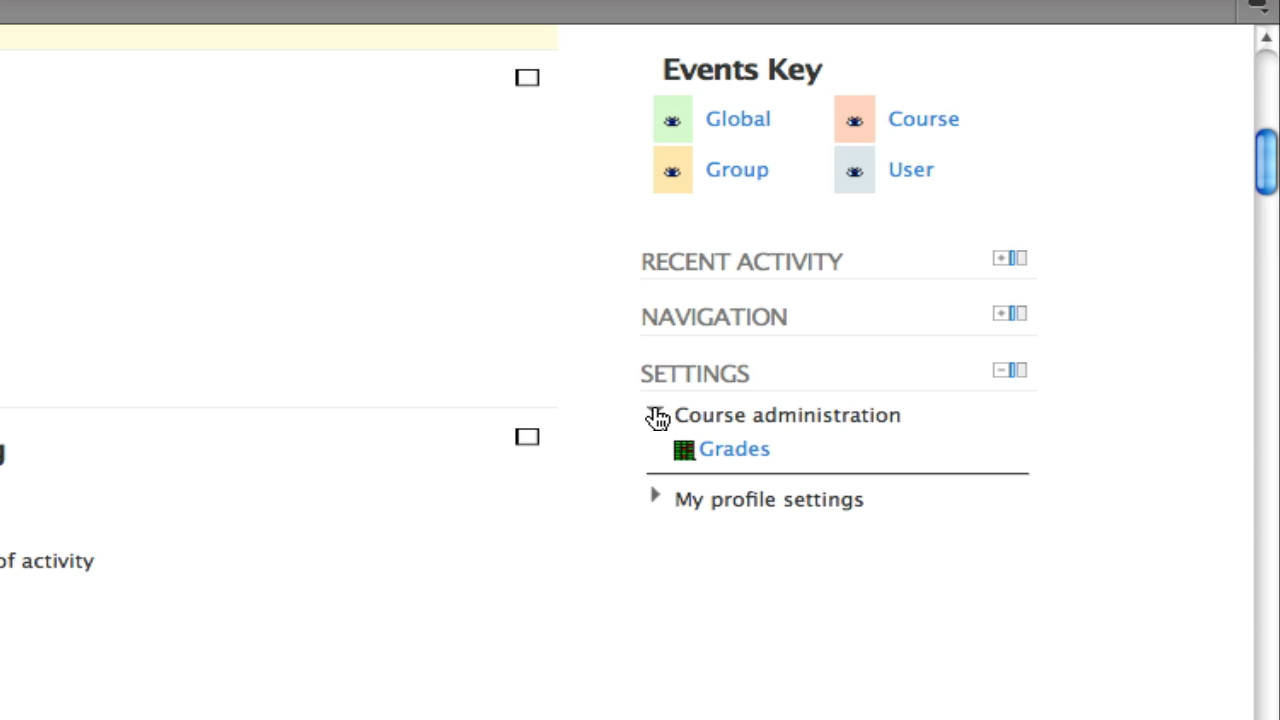 Events Key
Global Course
Group User
RECENT ACTIVITY
NAVIGATION
SETTINGS
Course administration
Grades
My profile settings
of activity